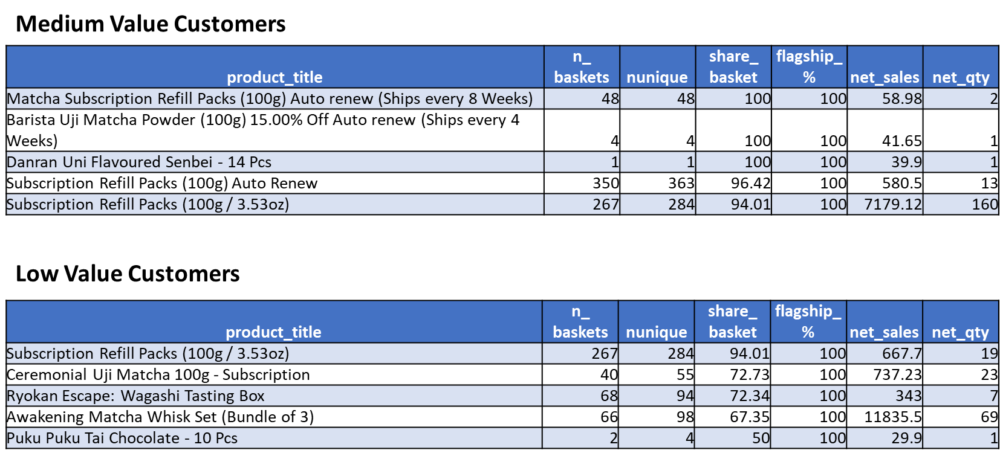 Medium Value Customers
product_title n_ baskets nunique share_ basket flagship_ % net_sales net_qty
Matcha Subscription Refill Packs (100g) Auto renew (Ships every 8 Weeks) 48 48 100 100 58.98 2
Barista Uji Matcha Powder (100g) 15.00% Off Auto renew (Ships every 4
Weeks) 4 4 100 100 41.65 1
Danran Uni Flavoured Senbei - 14 Pcs 1 1 100 100 39.9 1
Subscription Refill Packs (100g) Auto Renew 350 363 96.42 100 580.5 13
Subscription Refill Packs (100g / 3.53oz) 267 284 94.01 100 7179.12 160
Low Value Customers
product_title n_ baskets nunique share_ basket flagship_ % net_sales net_qty
Subscription Refill Packs (100g / 3.53oz) 267 284 94.01 100 667.7 19
Ceremonial Uji Matcha 100g - Subscription 40 55 72.73 100 737.23 23
Ryokan Escape: Wagashi Tasting Box 68 94 72.34 100 343 7
Awakening Matcha Whisk Set (Bundle of 3) 66 98 67.35 100 11835.5 69
Puku Puku Tai Chocolate - 10 Pcs 2 4 50 100 29.9 1